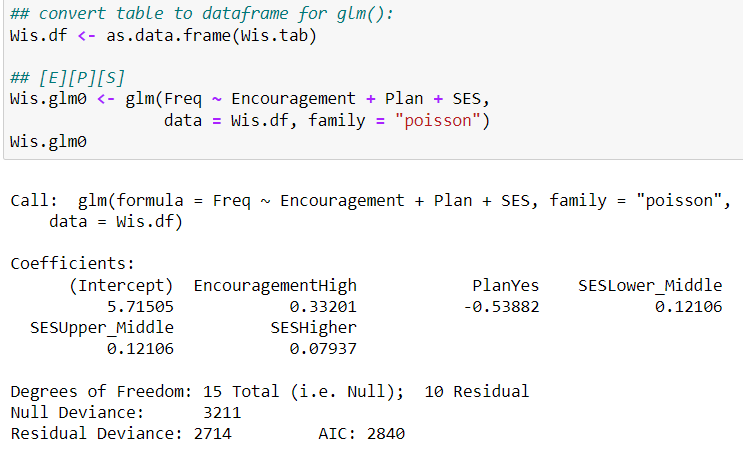 ## convert table to dataframe for glm():
Wis.df <- as.data.frame(Wis.tab)
## [E][P][S]
Wis.glm0 <- glm(Freq ~ Encouragement + Plan + SES,
data = Wis.df, family = "poisson")
Wis.glm0
Call:  glm(formula = Freq ~ Encouragement + Plan + SES, family = "poisson",
data = Wis.df)
Coefficients:
(Intercept)  EncouragementHigh  PlanYes  SESLower_Middle
5.71505  0.33201  -0.53882  0.12106
SESUpper_Middle  SESHigher
0.12106  0.07937
Degrees of Freedom: 15 Total (i.e. Null);  10 Residual
Null Deviance:  3211
Residual Deviance: 2714  AIC: 2840